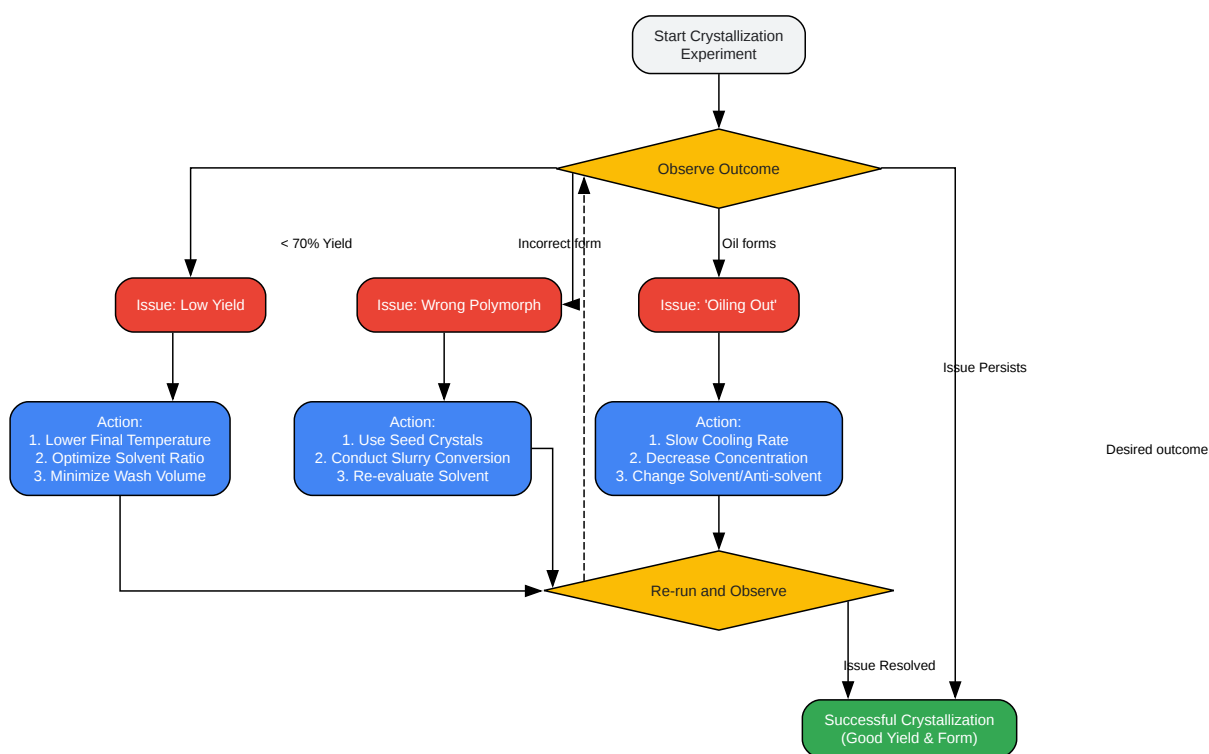 Start Crystallization
Experiment
Observe Outcome
< 70% Yield
Incorrect form
Oil forms
Issue: Low Yield
Issue: Wrong Polymorph
Issue: 'Oiling Out'
Issue Persists
Action:
1. Lower Final Temperature
2. Optimize Solvent Ratio
3. Minimize Wash Volume
Action:
1. Use Seed Crystals
2. Conduct Slurry Conversion
3. Re-evaluate Solvent
Action:
1. Slow Cooling Rate
2. Decrease Concentration
3. Change Solvent/Anti-solvent
Desired outcome
Re-run and Observe
Issue Resolved
Successful Crystallization
(Good Yield & Form)